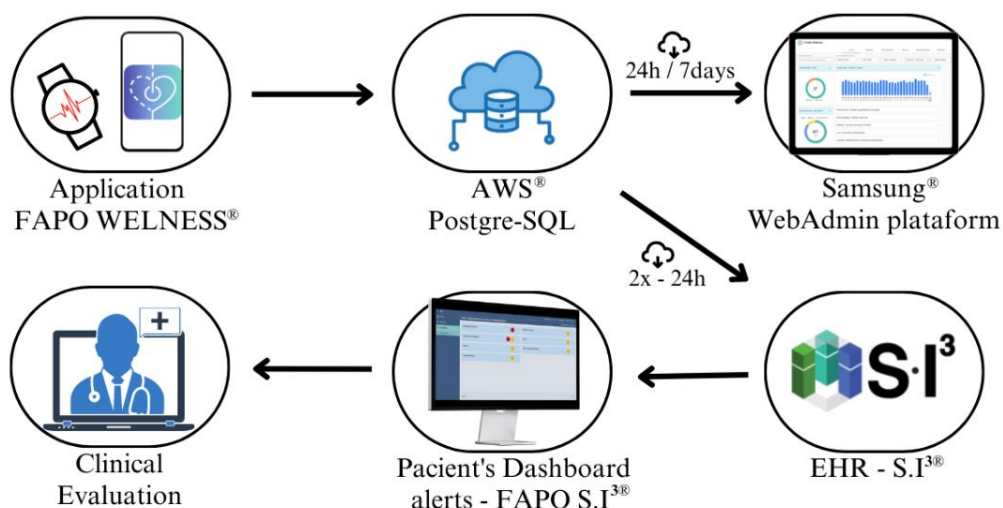 24h / 7days
Application
FAPO WELNESS®
AWS®
Postgre-SQL
Samsung®
WebAdmin plataform
2x - 24h
S·I³
Clinical
Evaluation
Pacient's Dashboard
alerts - FAPO S.I³®
EHR - S.I³®